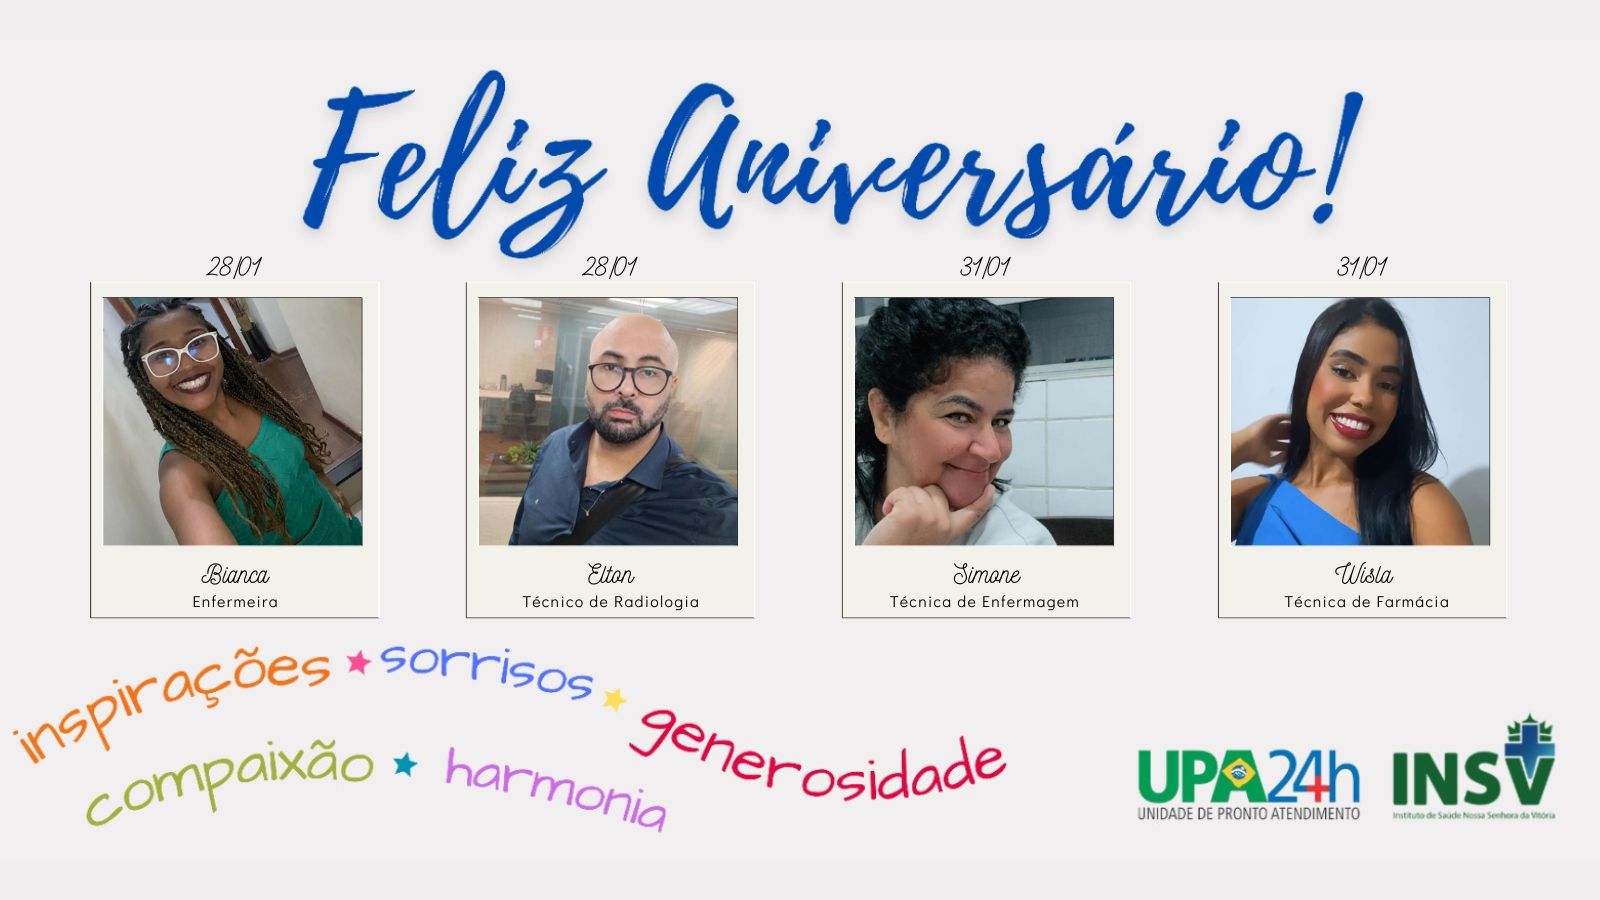 Feliz Aniversário!
28/01
28/01
31/01
31/01
Bianca
Enfermeira
Elton
Técnico de Radiologia
Simone
Técnica de Enfermagem
Wisla
Técnica de Farmácia
inspirações
sorrisos
generosidade
compaixão
harmonia
UPA24h
UNIDADE DE PRONTO ATENDIMENTO
INSV
Instituto de Saúde Nossa Senhora da Vitória